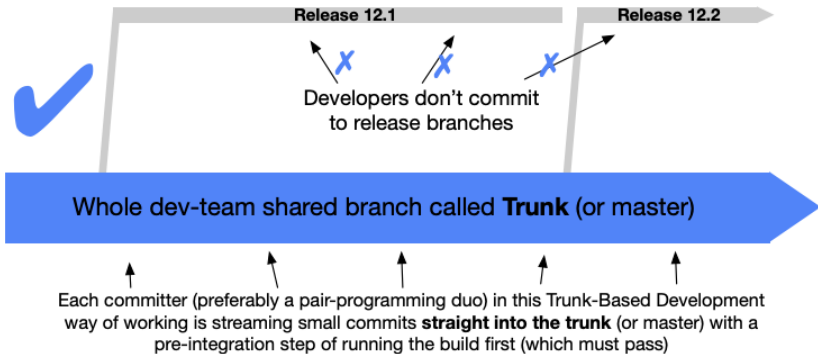 Release 12.1
Release 12.2
Developers don’t commit
to release branches
Whole dev-team shared branch called Trunk (or master)
Each committer (preferably a pair-programming duo) in this Trunk-Based Development
way of working is streaming small commits straight into the trunk (or master) with a
pre-integration step of running the build first (which must pass)